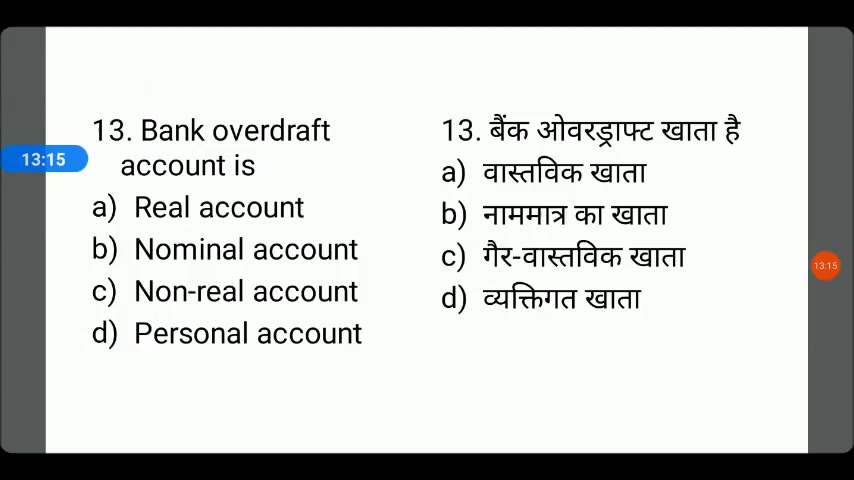 13. Bank overdraft
account is
a) Real account
b) Nominal account
c) Non-real account
d) Personal account
13. बैंक ओवरड्राफ्ट खाता है
a) वास्तविक खाता
b) नाममात्र का खाता
c) गैर-वास्तविक खाता
d) व्यक्तिगत खाता
13:15
13:15